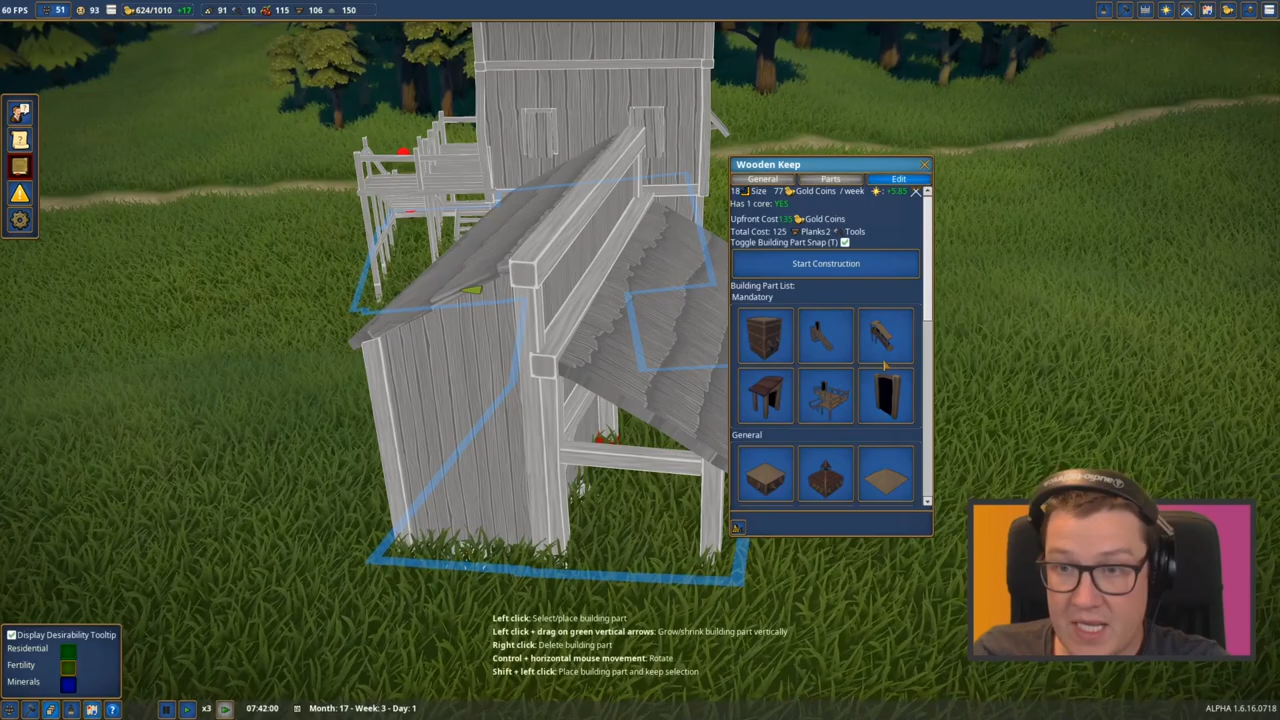 60 FPS 51 93 624/1010 +17 91 10 115 106 150
Wooden Keep
General Parts Edit
18 Size 77 Gold Coins / week : +5.85
Has 1 core: YES
Upfront Cost 135 Gold Coins
Total Cost: 125 Planks 2 Tools
Toggle Building Part Snap (T)
Start Construction
Building Part List:
Mandatory
General
Left click: Select/place building part
Left click + drag on green vertical arrows: Grow/shrink building part vertically
Right click: Delete building part
Control + horizontal mouse movement: Rotate
Shift + left click: Place building part and keep selection
Display Desirability Tooltip
Residential
Fertility
Minerals
x3 07:42:00 Month: 17 - Week: 3 - Day: 1
ALPHA 1.6.16.0718